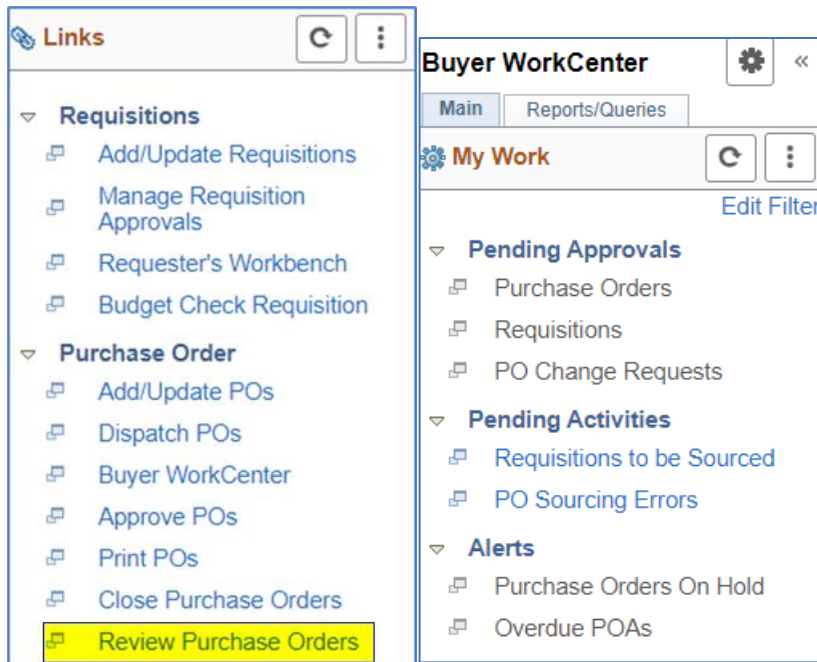 Links
Requisitions
Add/Update Requisitions
Manage Requisition
Approvals
Requester's Workbench
Budget Check Requisition
Purchase Order
Add/Update POs
Dispatch POs
Buyer WorkCenter
Approve POs
Print POs
Close Purchase Orders
Review Purchase Orders
Buyer WorkCenter
«
Main
Reports/Queries
My Work
Edit Filter
Pending Approvals
Purchase Orders
Requisitions
PO Change Requests
Pending Activities
Requisitions to be Sourced
PO Sourcing Errors
Alerts
Purchase Orders On Hold
Overdue POAs